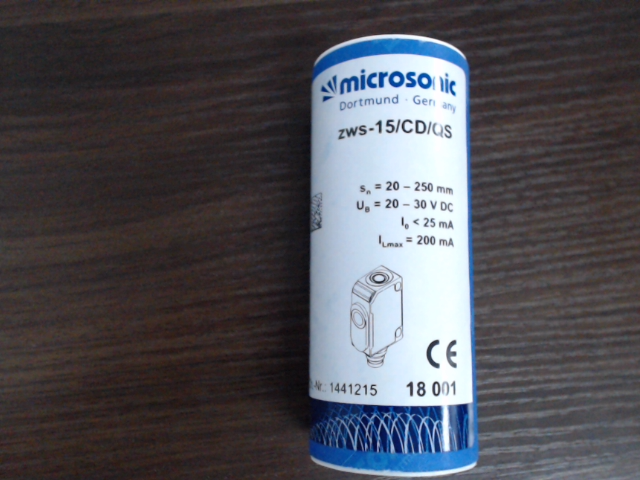 microsonic
Dortmund · Germany
zws-15/CD/QS
Sn = 20 – 250 mm
UB = 20 – 30 V DC
I0 < 25 mA
ILmax = 200 mA
CE
-Nr.: 1441215 18 001